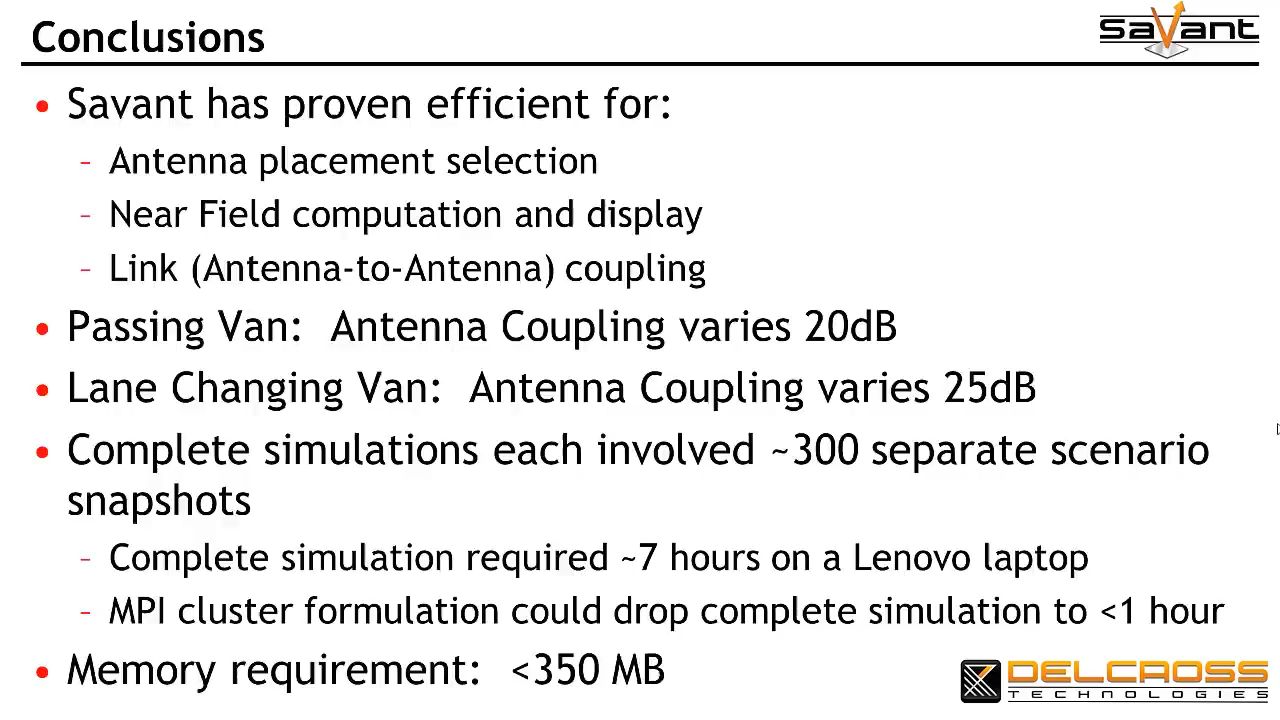 Conclusions
Savant
• Savant has proven efficient for:
- Antenna placement selection
- Near Field computation and display
- Link (Antenna-to-Antenna) coupling
• Passing Van: Antenna Coupling varies 20dB
• Lane Changing Van: Antenna Coupling varies 25dB
• Complete simulations each involved ~300 separate scenario
snapshots
- Complete simulation required ~7 hours on a Lenovo laptop
- MPI cluster formulation could drop complete simulation to <1 hour
• Memory requirement: <350 MB
DELCROSS
TECHNOLOGIES